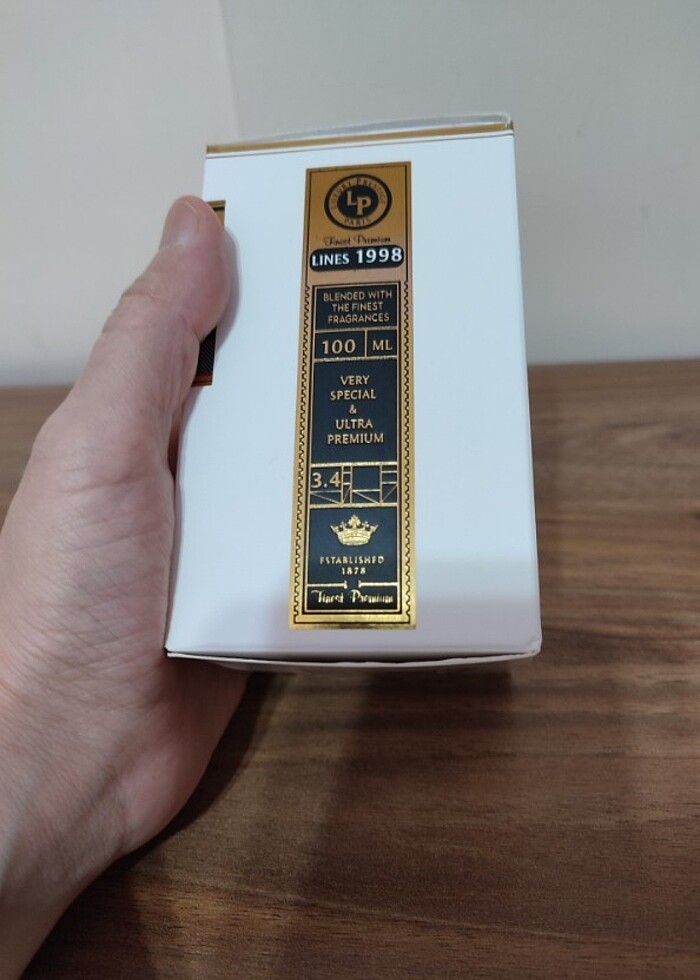 LP
PARIS
Finest Premium
LINES 1998
BLENDED WITH
THE FINEST
FRAGRANCES
100 ML
VERY
SPECIAL
&
ULTRA
PREMIUM
3.4
ESTABLISHED
1878
Finest Premium